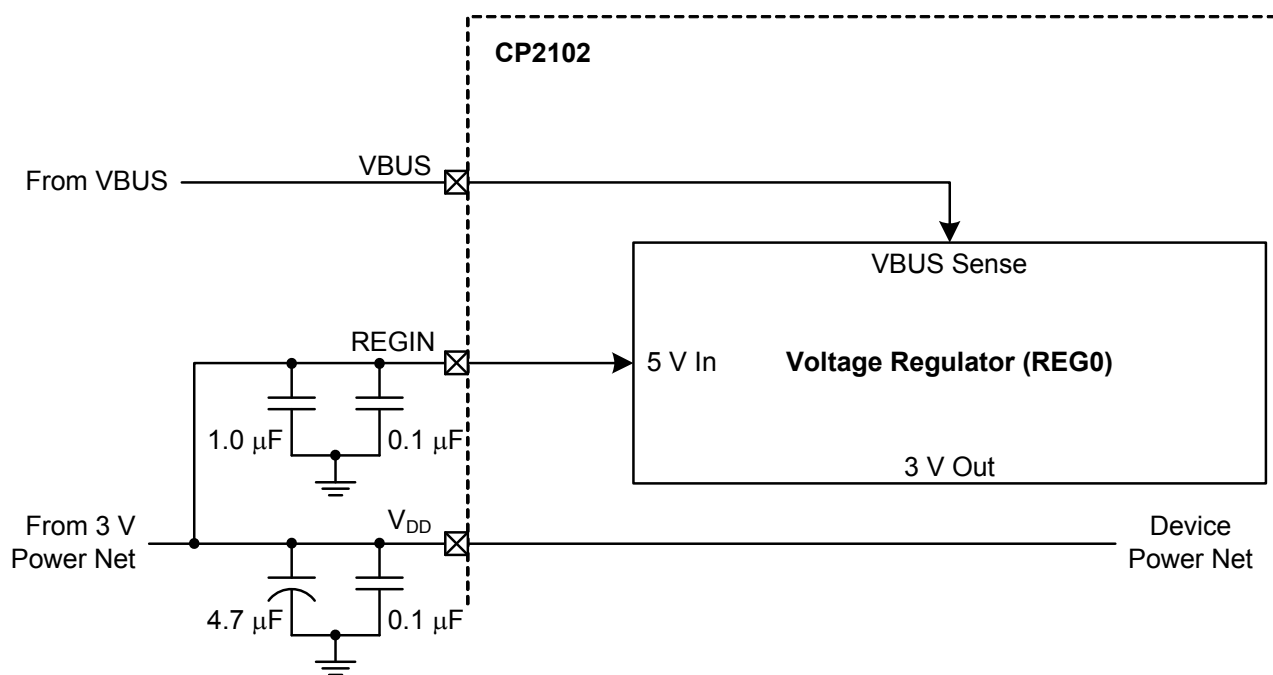 CP2102
VBUS
From VBUS
VBUS Sense
REGIN
5 V In
Voltage Regulator (REG0)
1.0 μF
0.1 μF
3 V Out
From 3 V
Power Net
VDD
Device
Power Net
4.7 μF
0.1 μF